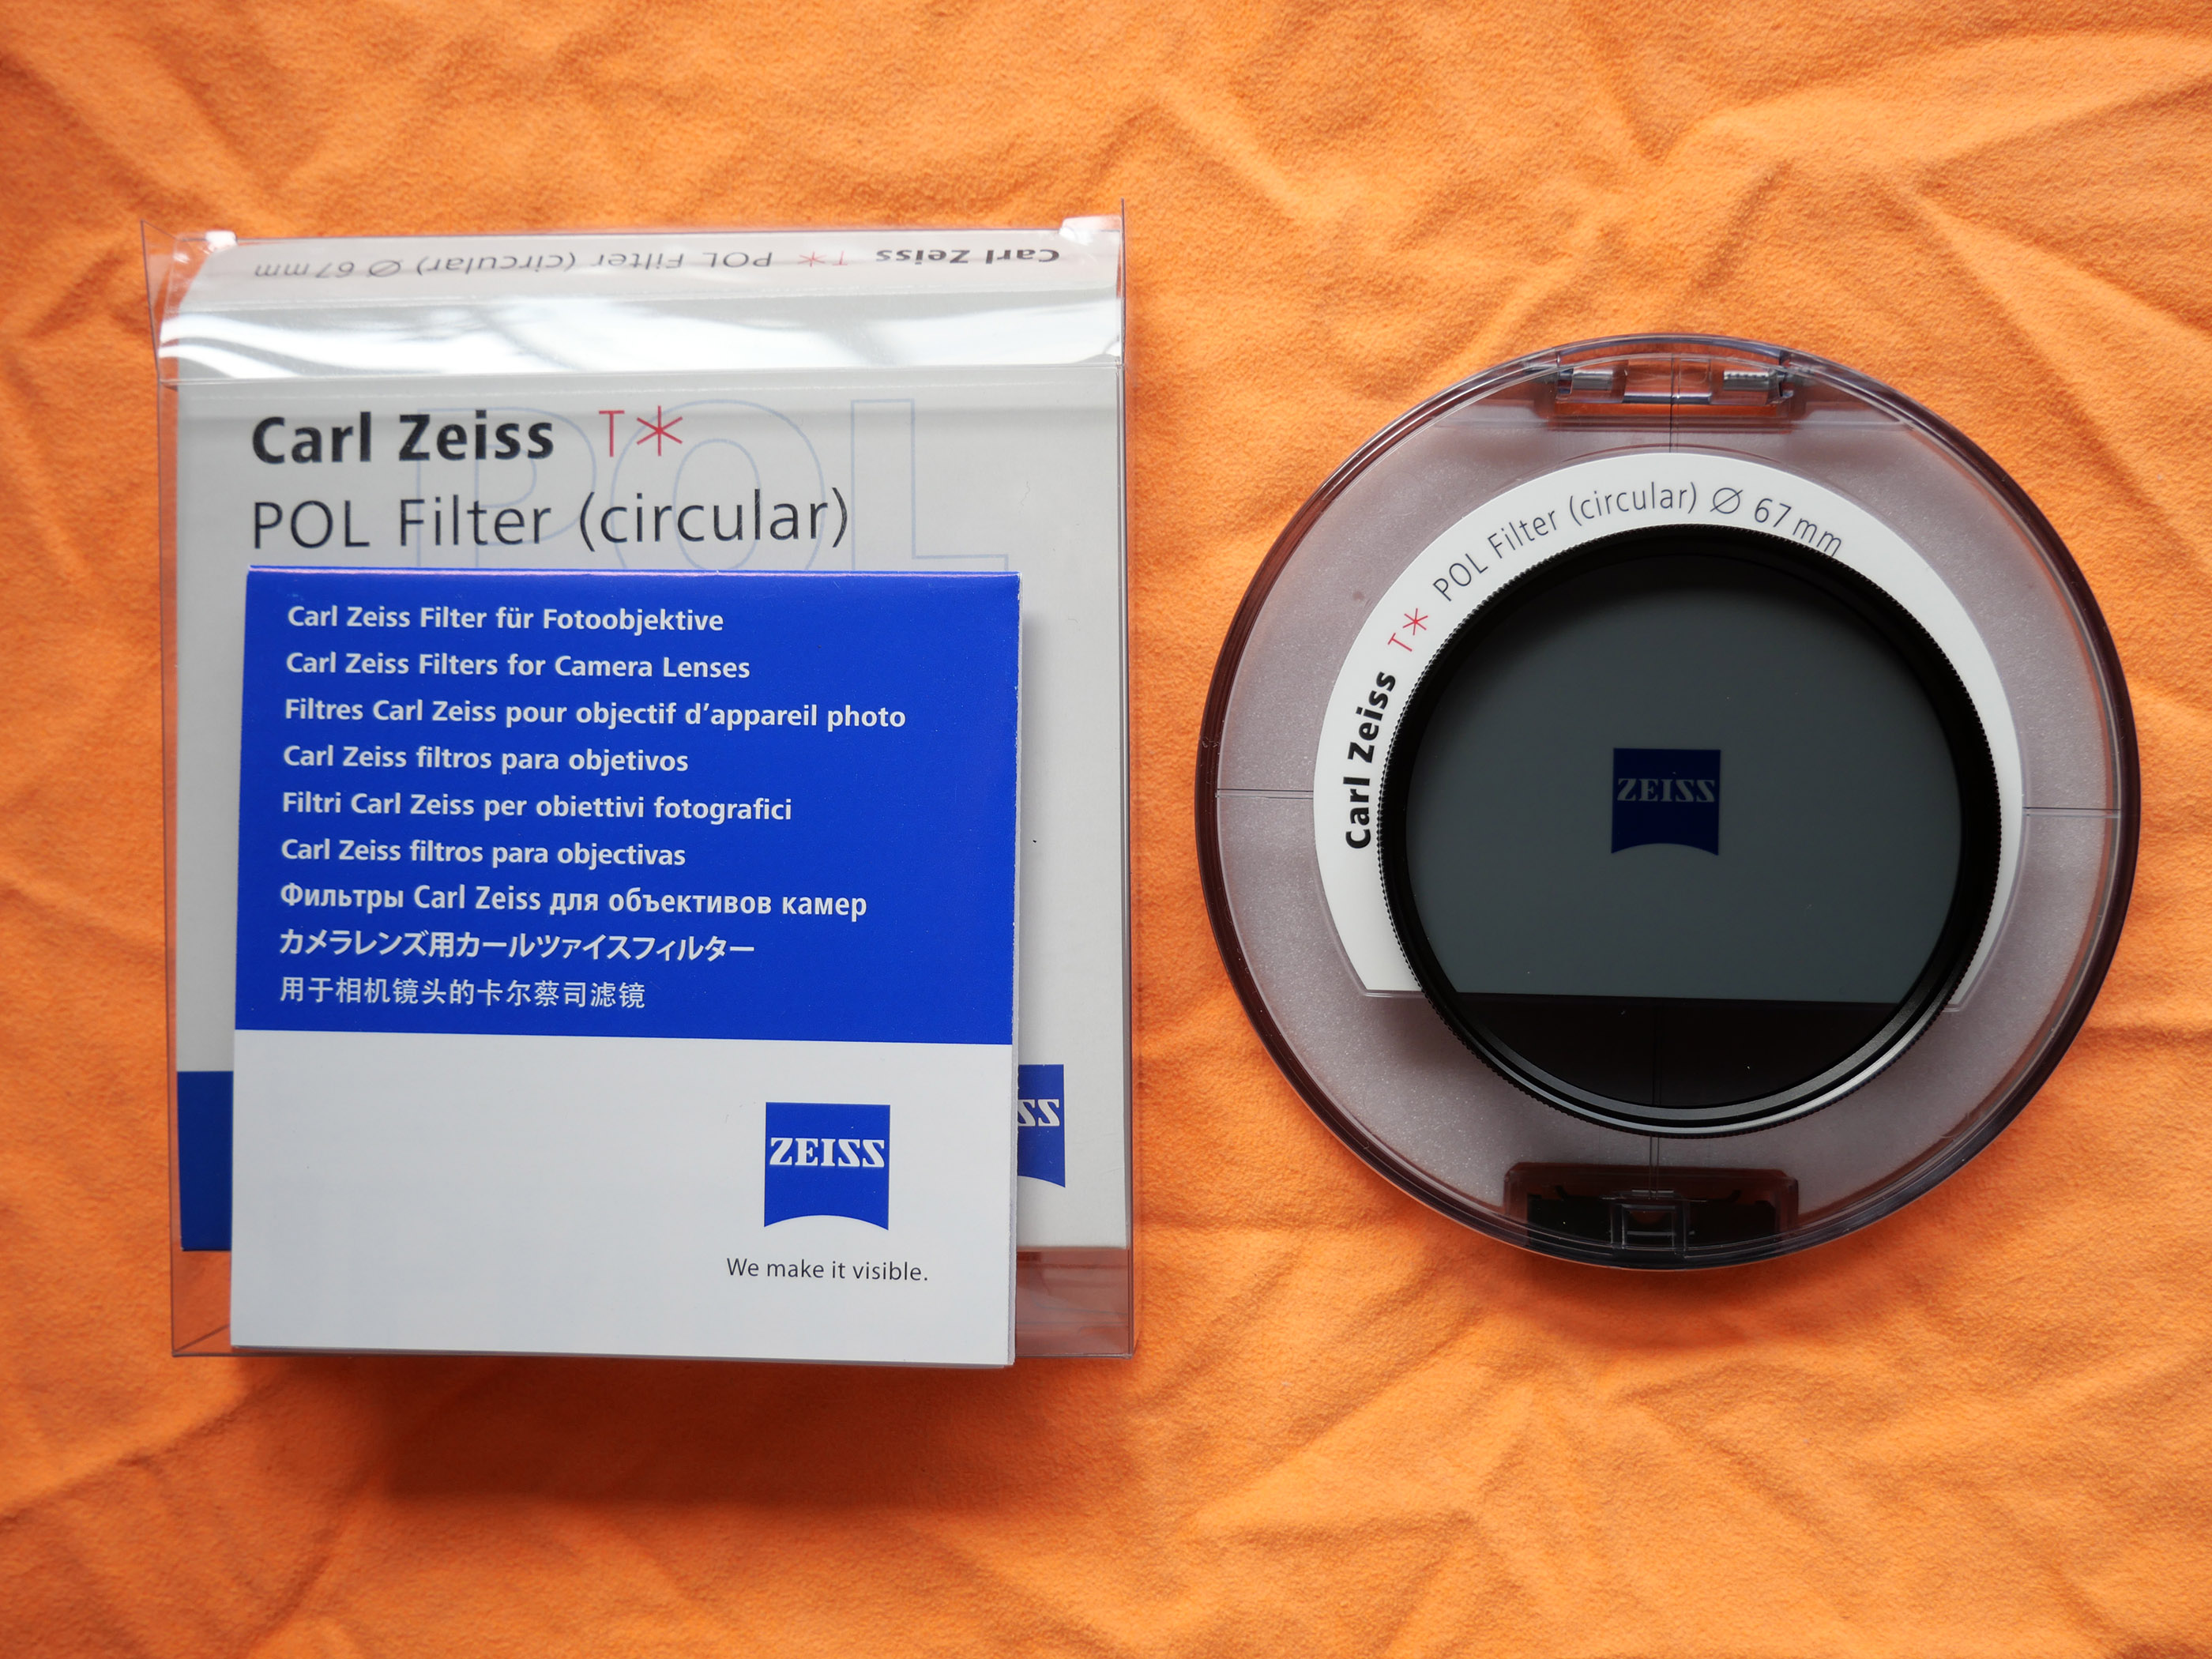 Carl Zeiss T* POL Filter (circular) Ø 67mm
POL
Carl Zeiss T*
POL Filter (circular)
Carl Zeiss Filter für Fotoobjektive
Carl Zeiss Filters for Camera Lenses
Filtres Carl Zeiss pour objectif d’appareil photo
Carl Zeiss filtros para objetivos
Filtri Carl Zeiss per obiettivi fotografici
Carl Zeiss filtros para objectivas
Фильтры Carl Zeiss для объективов камер
カメラレンズ用カールツァイスフィルター
用于相机镜头的卡尔蔡司滤镜
ZEISS
We make it visible.
SS
Carl Zeiss T* POL Filter (circular) Ø 67mm
ZEISS